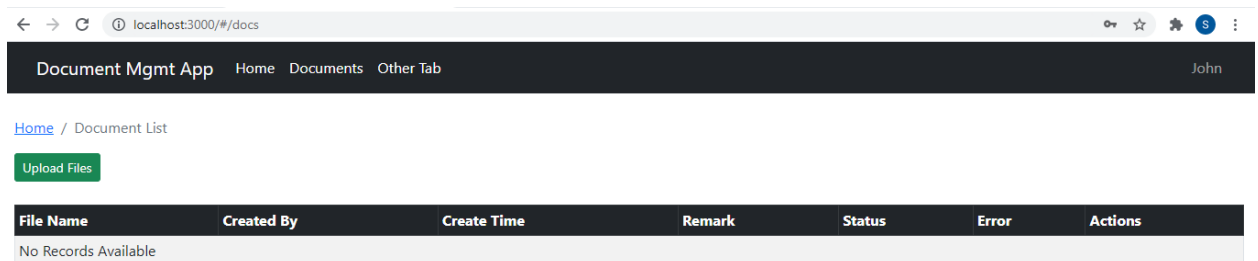 localhost:3000/#/docs
S
Document Mgmt App Home Documents Other Tab John
Home / Document List
Upload Files
File Name Created By Create Time Remark Status Error Actions
No Records Available